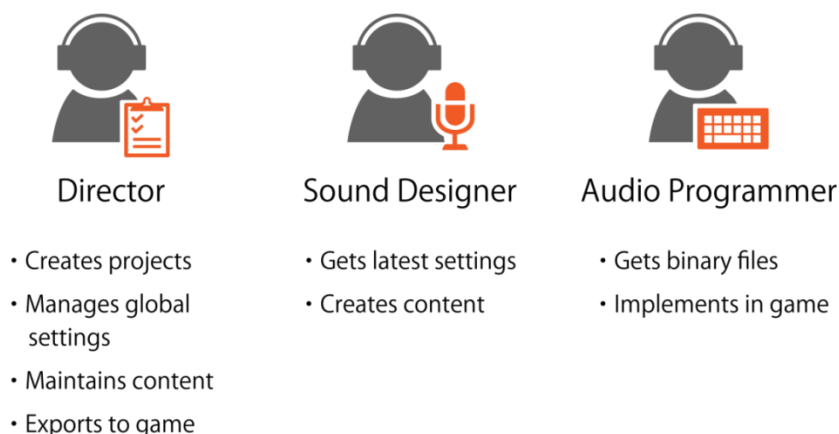 Director
・Creates projects
・Manages global
settings
・Maintains content
・Exports to game
Sound Designer
・Gets latest settings
・Creates content
Audio Programmer
・Gets binary files
・Implements in game